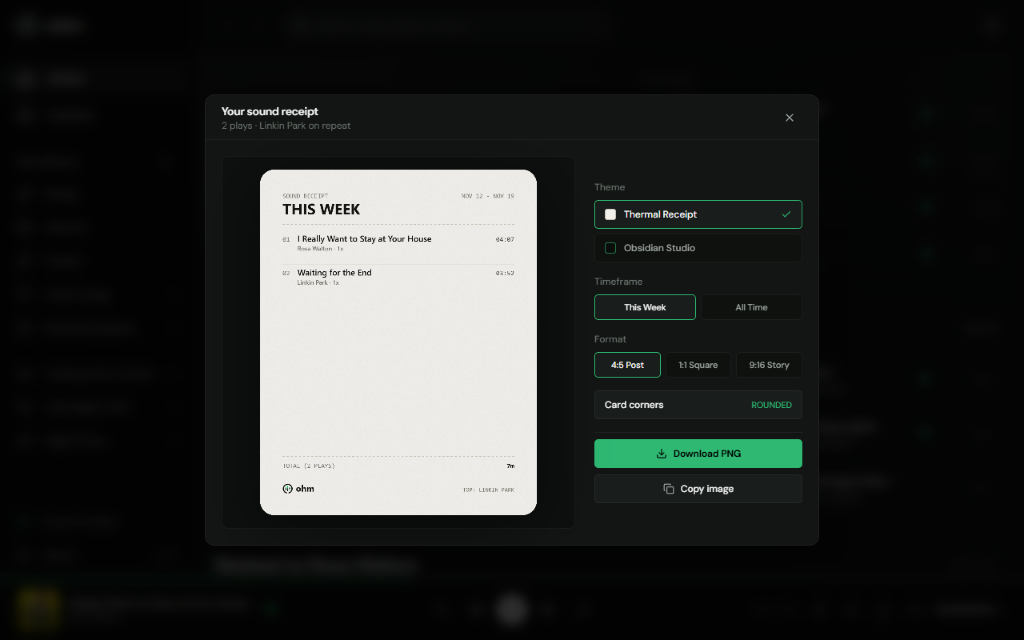 Your sound receipt
2 plays · Linkin Park on repeat
SOUND RECEIPT
NOV 12 - NOV 19
THIS WEEK
01 I Really Want to Stay at Your House 04:07
Rosa Walton · 1x
02 Waiting for the End 03:52
Linkin Park · 1x
TOTAL (2 PLAYS) 7m
ohm
TOP: LINKIN PARK
Theme
Thermal Receipt
Obsidian Studio
Timeframe
This Week
All Time
Format
4:5 Post
1:1 Square
9:16 Story
Card corners
ROUNDED
Download PNG
Copy image